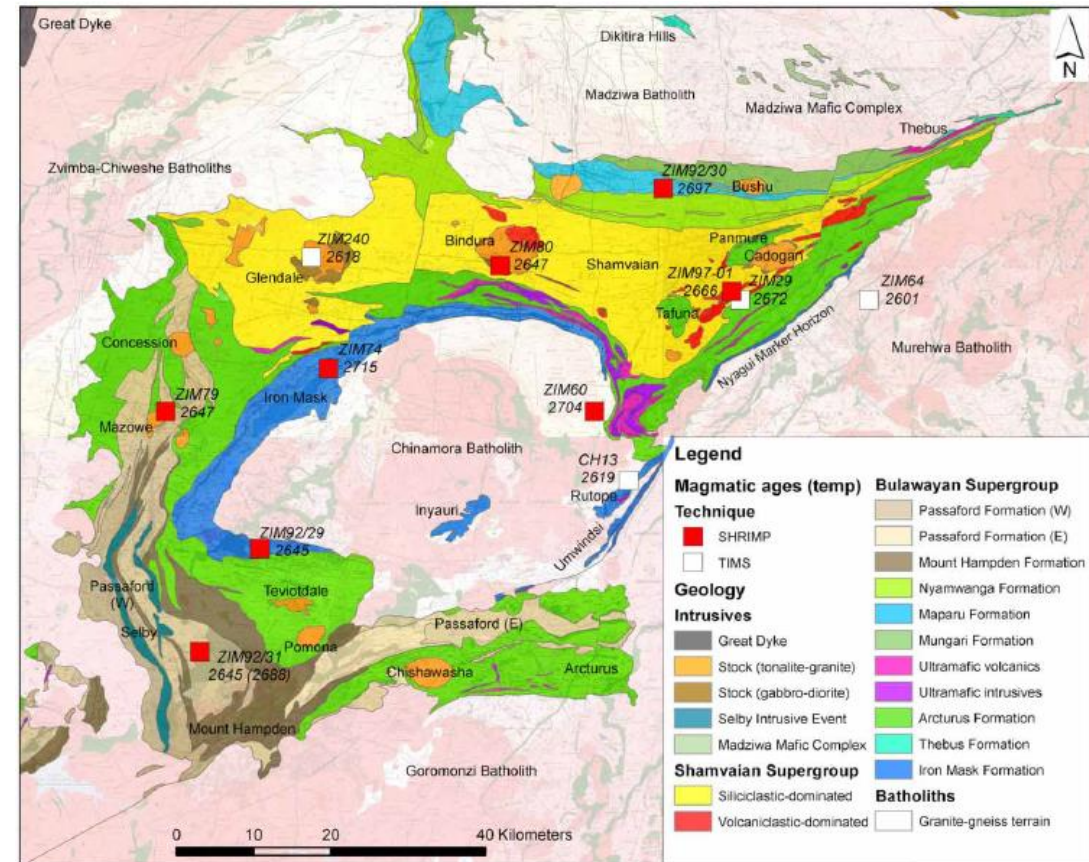 Great Dyke
Dikitira Hills
N
Madziwa Batholith
Madziwa Mafic Complex
Thebus
Zvimba-Chiweshe Batholiths
ZIM92/30
2697
Bushu
ZIM240
2618
Bindura
ZIM80
2647
Panmure
Cadogan
Shamvaian
Glendale
ZIM97-01
2666
ZIM29
2672
ZIM64
2601
Tafuna
Concession
Nyagui Marker Horizon
Murehwa Batholith
ZIM74
2715
Iron Mask
ZIM79
2647
Mazowe
ZIM60
2704
Chinamora Batholith
CH13
2619
Rutope
Inyauri
Umwindsi
ZIM92/29
2645
Passaford
(W)
Teviotdale
Selby
Passaford (E)
Pomona
ZIM92/31
2645 (2688)
Chishawasha
Arcturus
Mount Hampden
Goromonzi Batholith
0 10 20 40 Kilometers
Legend
Magmatic ages (temp)
Technique
SHRIMP
TIMS
Geology
Intrusives
Great Dyke
Stock (tonalite-granite)
Stock (gabbro-diorite)
Selby Intrusive Event
Madziwa Mafic Complex
Shamvaian Supergroup
Siliciclastic-dominated
Volcaniclastic-dominated
Bulawayan Supergroup
Passaford Formation (W)
Passaford Formation (E)
Mount Hampden Formation
Nyamwanga Formation
Maparu Formation
Mungari Formation
Ultramafic volcanics
Ultramafic intrusives
Arcturus Formation
Thebus Formation
Iron Mask Formation
Batholiths
Granite-gneiss terrain